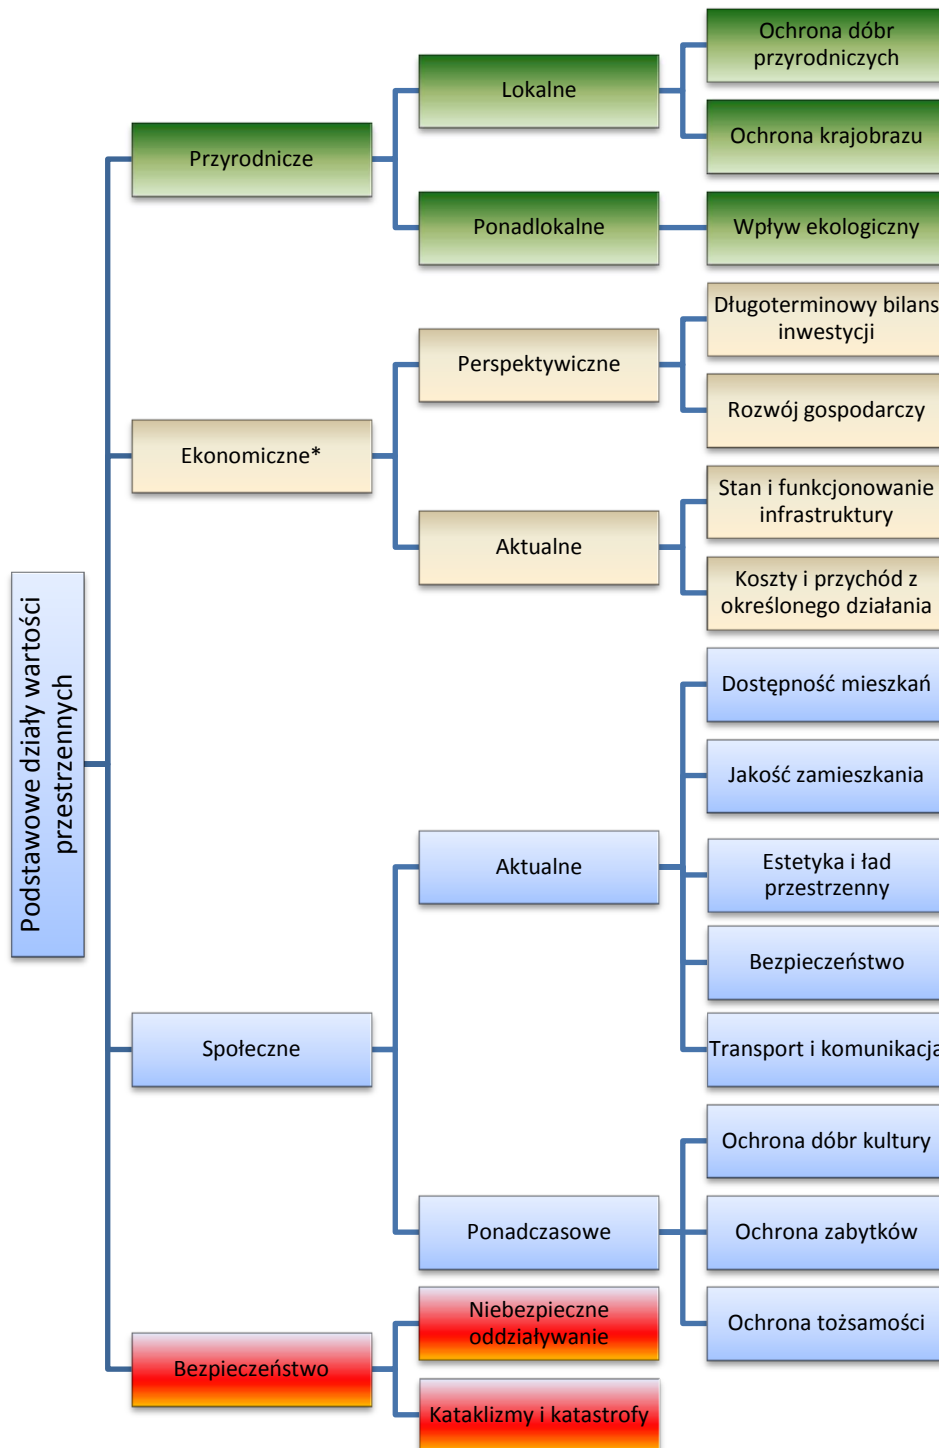 Podstawowe działy wartości
przestrzennych
Przyrodnicze
Lokalne
Ochrona dóbr
przyrodniczych
Ochrona krajobrazu
Ponadlokalne
Wpływ ekologiczny
Ekonomiczne*
Perspektywiczne
Długoterminowy bilans
inwestycji
Rozwój gospodarczy
Aktualne
Stan i funkcjonowanie
infrastruktury
Koszty i przychód z
określonego działania
Społeczne
Aktualne
Dostępność mieszkań
Jakość zamieszkania
Estetyka i ład
przestrzenny
Bezpieczeństwo
Transport i komunikacja
Ponadczasowe
Ochrona dóbr kultury
Ochrona zabytków
Ochrona tożsamości
Bezpieczeństwo
Niebezpieczne
oddziaływanie
Kataklizmy i katastrofy